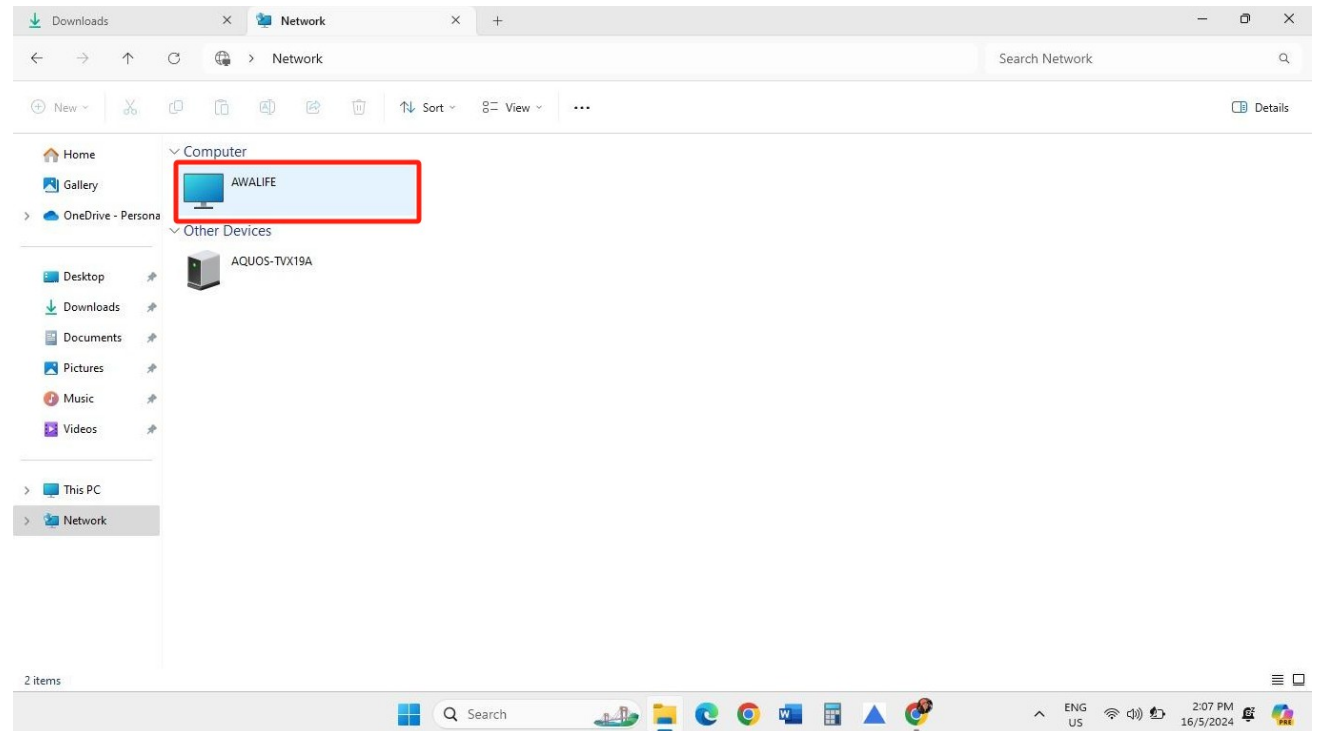 Downloads
Network
Network
Search Network
New
Sort
View
Details
Home
Gallery
OneDrive - Persona
Desktop
Downloads
Documents
Pictures
Music
Videos
This PC
Network
Computer
AWALIFE
Other Devices
AQUOS-TVX19A
2 items
Search
ENG
US
2:07 PM
16/5/2024
PRE